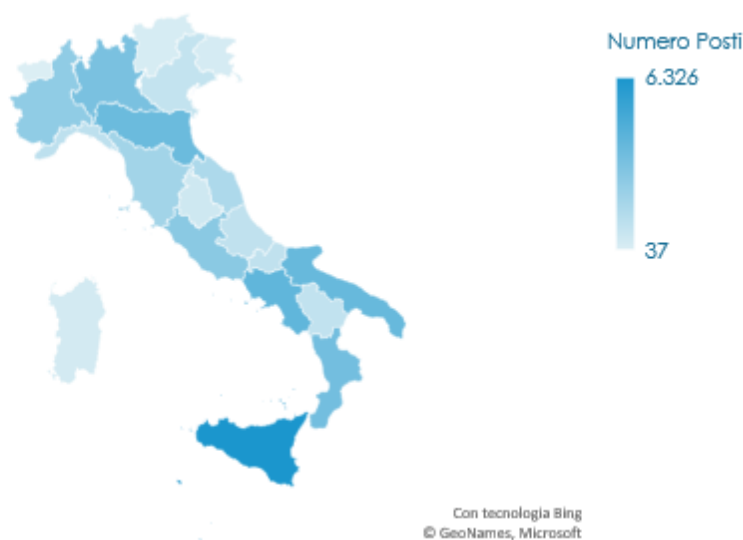 Numero Posti
6.326
37
Con tecnologia Bing
© GeoNames, Microsoft